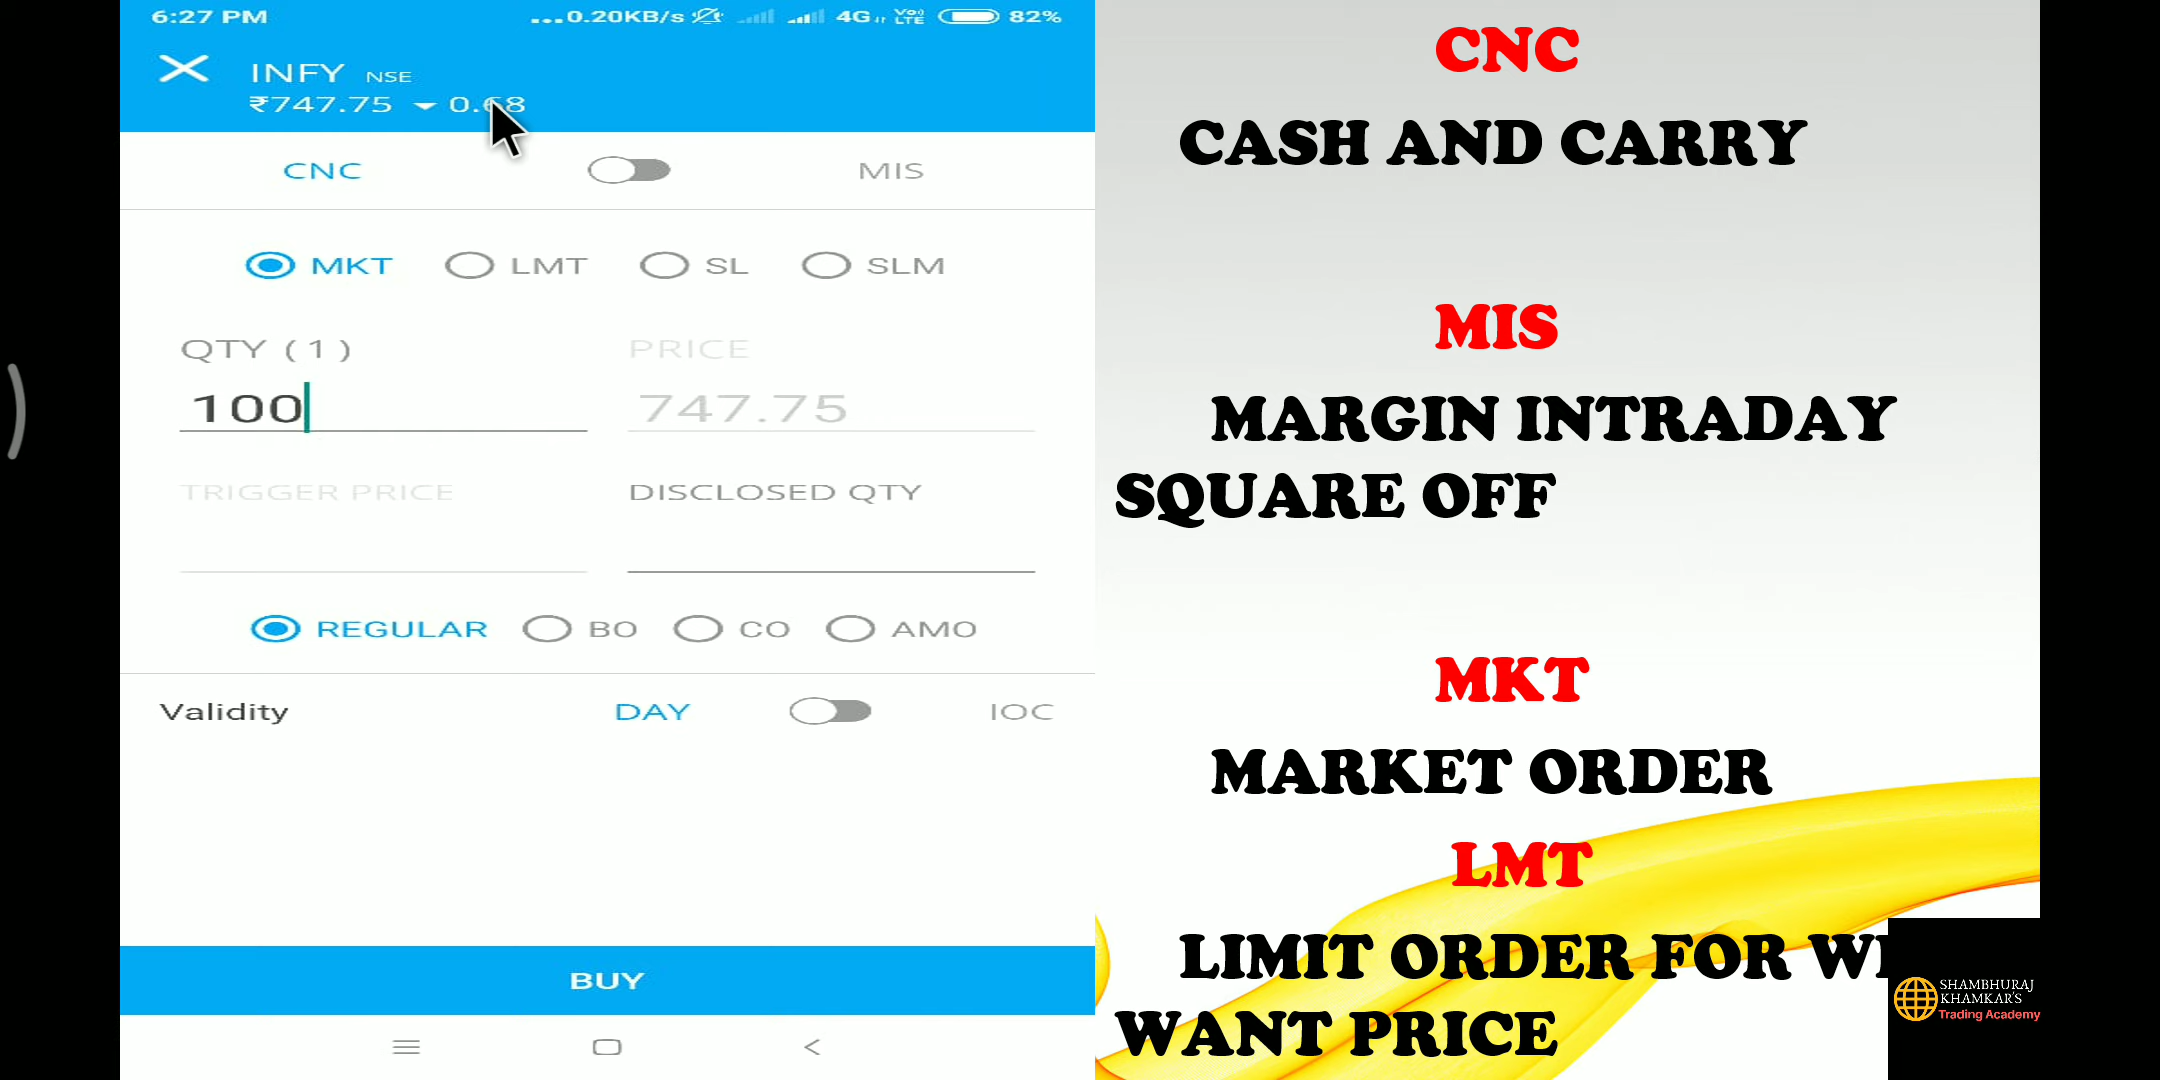 6:27 PM
...0.20KB/s 4G VoLTE 82%
INFY NSE
₹747.75 0.68
CNC MIS
MKT LMT SL SLM
QTY (1) PRICE
100 747.75
TRIGGER PRICE DISCLOSED QTY
REGULAR BO CO AMO
Validity DAY IOC
BUY
CNC
CASH AND CARRY
MIS
MARGIN INTRADAY
SQUARE OFF
MKT
MARKET ORDER
LMT
LIMIT ORDER FOR
WANT PRICE
SHAMBHURAJ
KHAMKAR'S
Trading Academy